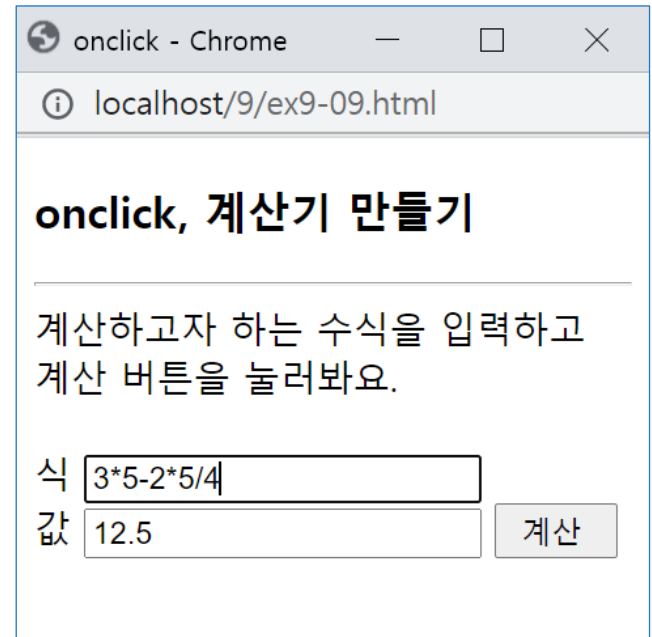 onclick - Chrome
localhost/9/ex9-09.html
onclick, 계산기 만들기
계산하고자 하는 수식을 입력하고
계산 버튼을 눌러봐요.
식 3*5-2*5/4
값 12.5 계산